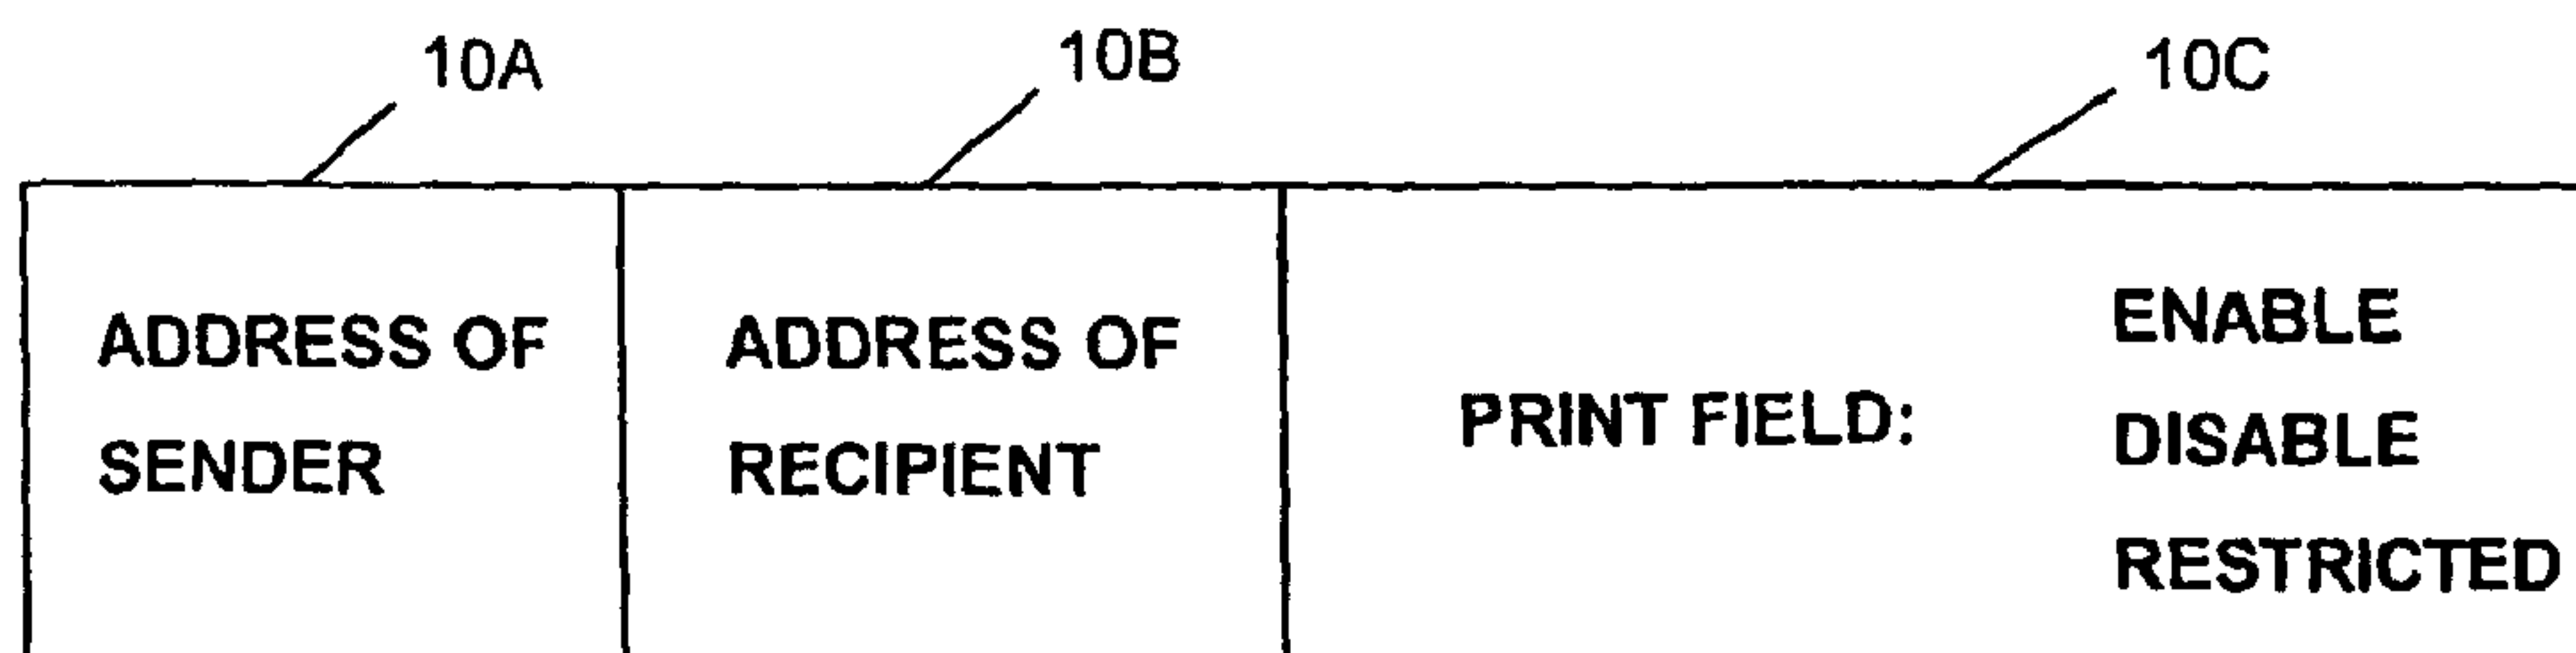 10A
10B
10C
ADDRESS OF
SENDER
ADDRESS OF
RECIPIENT
PRINT FIELD:
ENABLE
DISABLE
RESTRICTED